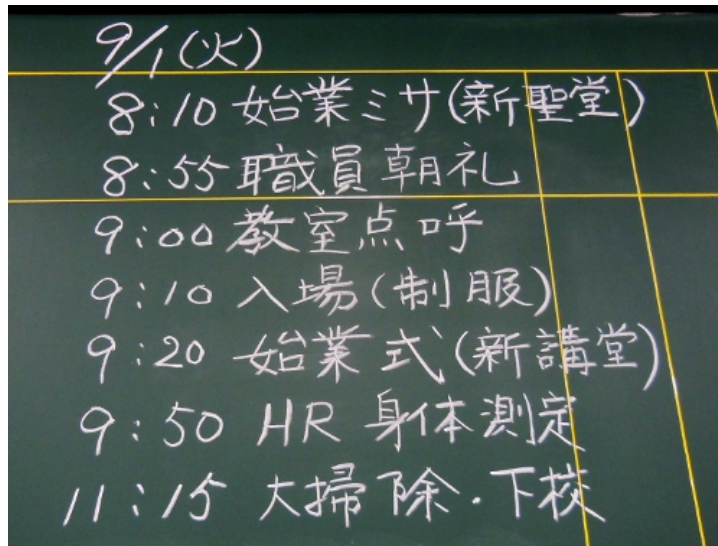 9/1(火)
8:10 始業ミサ(新聖堂)
8:55 職員朝礼
9:00 教室点呼
9:10 入場(制服)
9:20 始業式(新講堂)
9:50 HR 身体測定
11:15 大掃除・下校